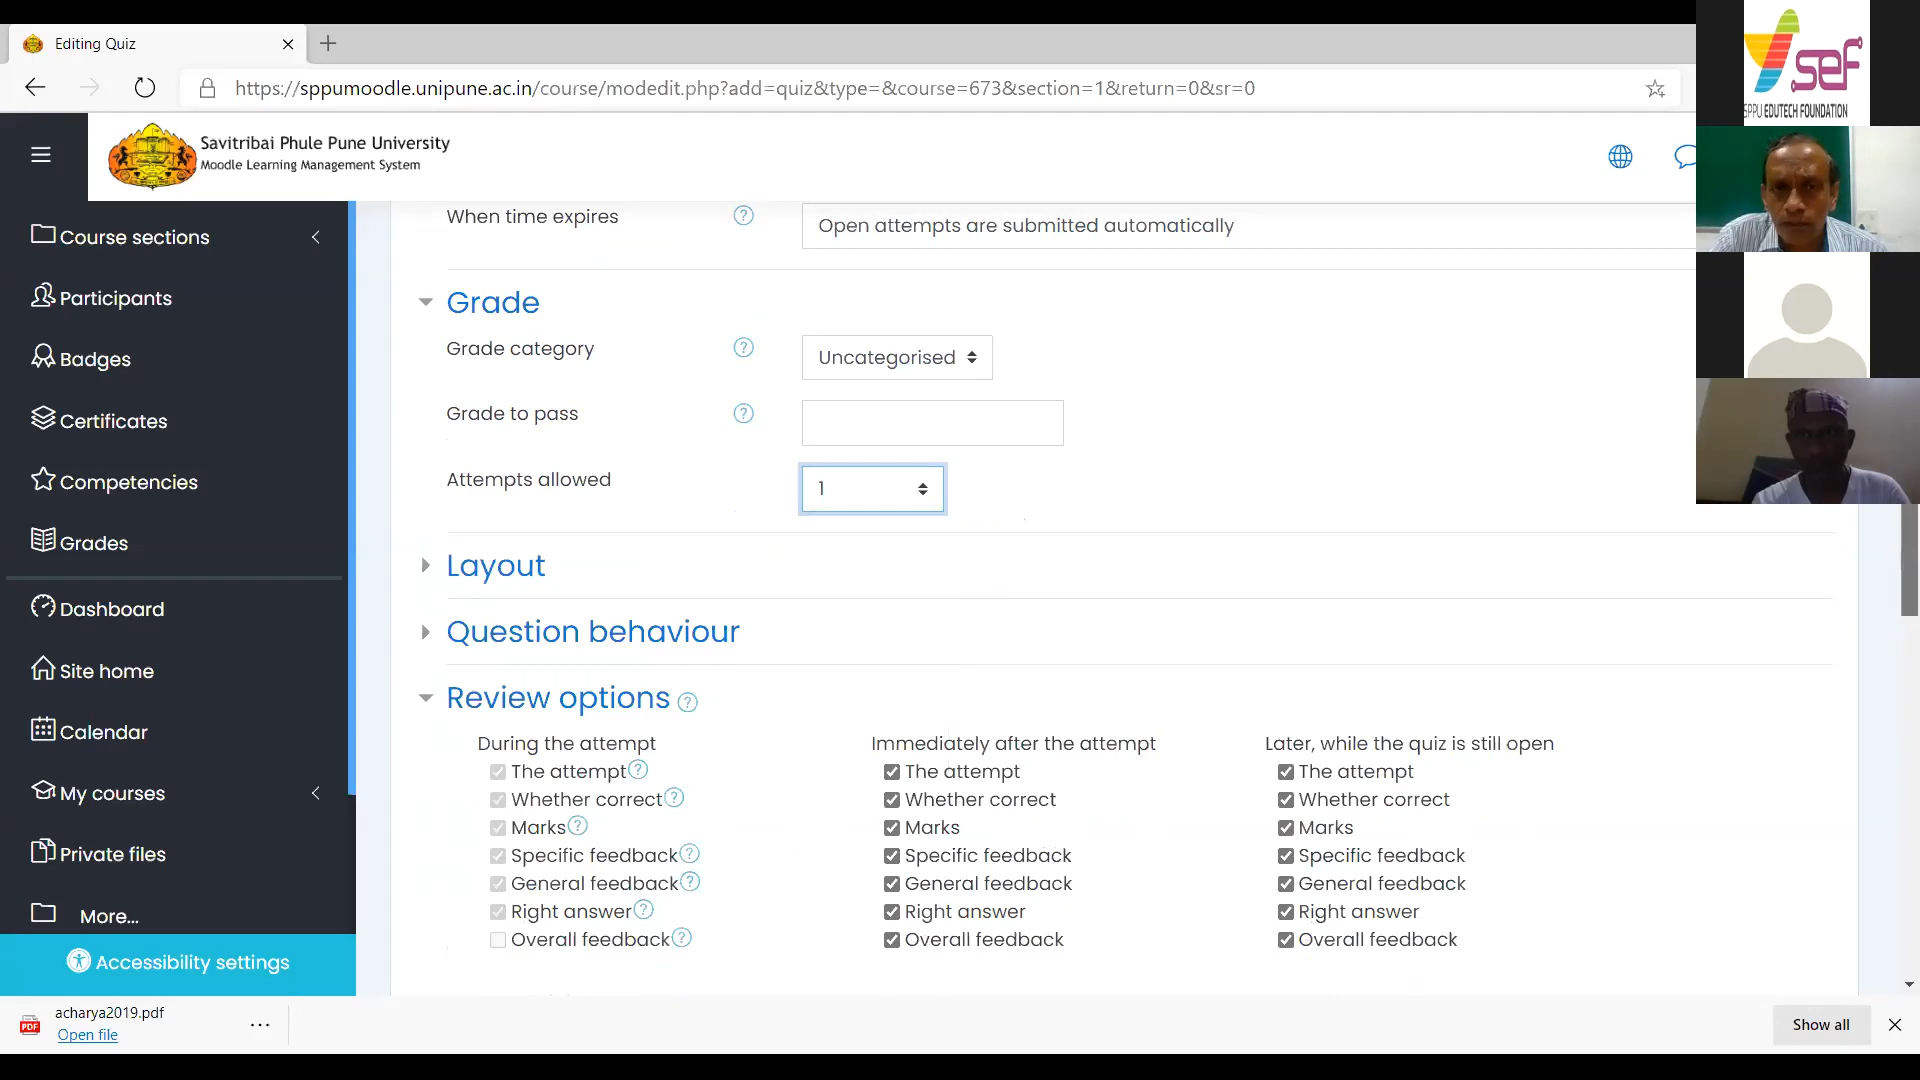 Editing Quiz
https://sppumoodle.unipune.ac.in/course/modedit.php?add=quiz&type=&course=673&section=1&return=0&sr=0
sef
SPPU EDUTECH FOUNDATION
Savitribai Phule Pune University
Moodle Learning Management System
Course sections
Participants
Badges
Certificates
Competencies
Grades
Dashboard
Site home
Calendar
My courses
Private files
More...
Accessibility settings
When time expires
Open attempts are submitted automatically
Grade
Grade category
Uncategorised
Grade to pass
Attempts allowed
1
Layout
Question behaviour
Review options
During the attempt
The attempt
Whether correct
Marks
Specific feedback
General feedback
Right answer
Overall feedback
Immediately after the attempt
The attempt
Whether correct
Marks
Specific feedback
General feedback
Right answer
Overall feedback
Later, while the quiz is still open
The attempt
Whether correct
Marks
Specific feedback
General feedback
Right answer
Overall feedback
PDF
acharya2019.pdf
Open file
Show all